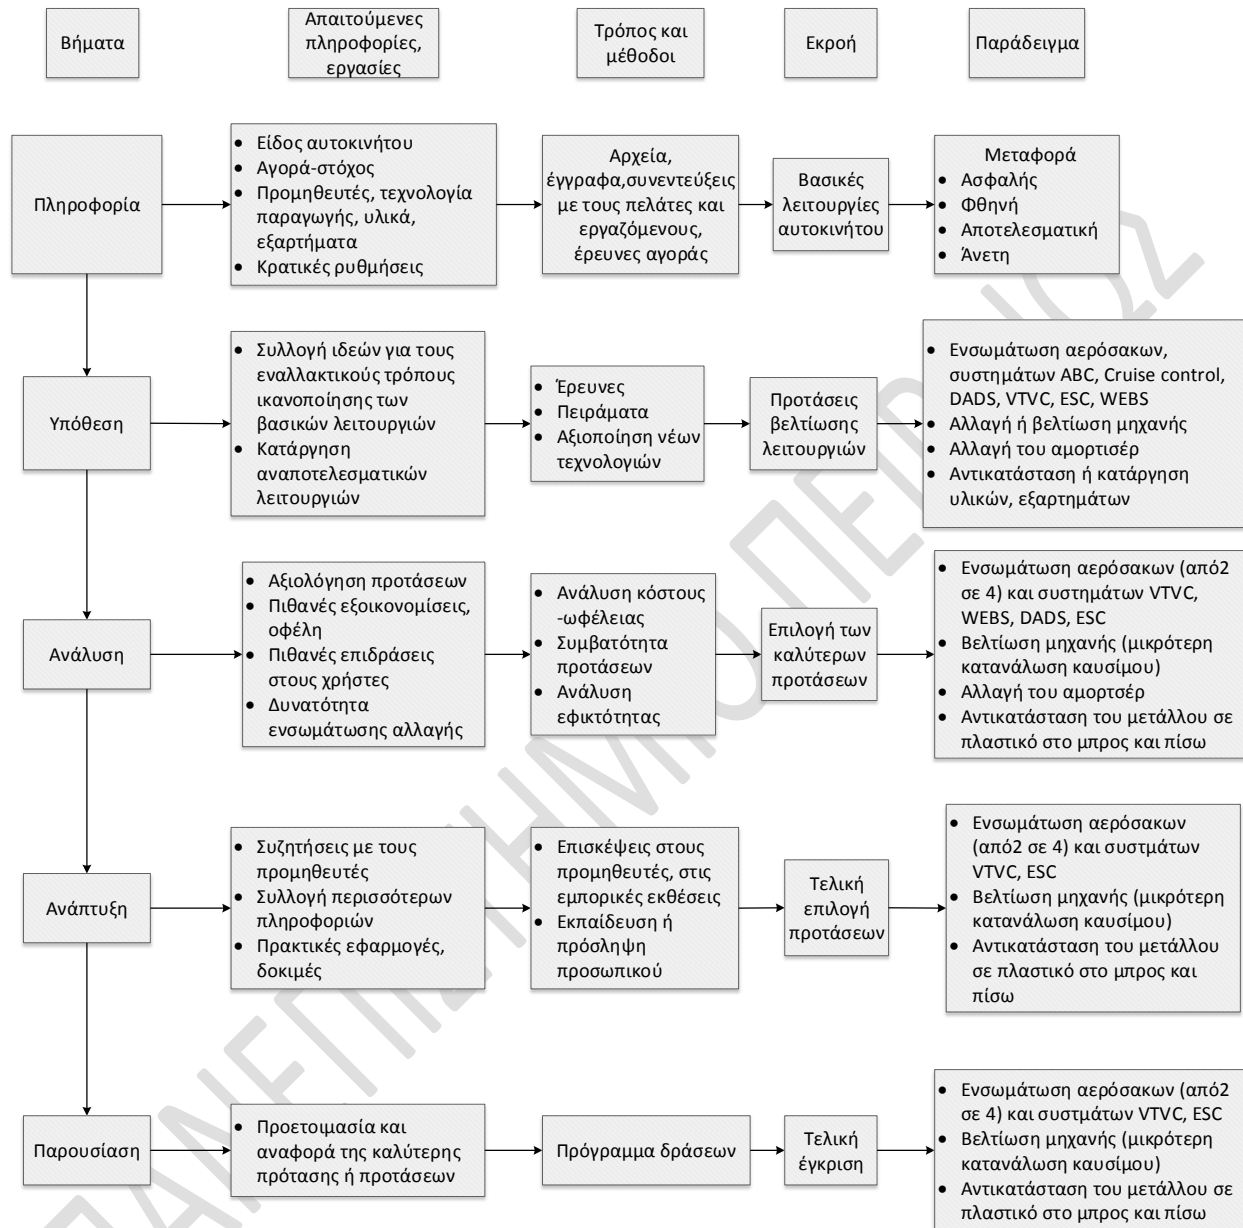 Βήματα
Απαιτούμενες
πληροφορίες,
εργασίες
Τρόπος και
μέθοδοι
Εκροή
Παράδειγμα
Πληροφορία
• Είδος αυτοκινήτου
• Αγορά-στόχος
• Προμηθευτές, τεχνολογία
παραγωγής, υλικά,
εξαρτήματα
• Κρατικές ρυθμήσεις
Αρχεία,
έγγραφα,συνεντεύξεις
με τους πελάτες και
εργαζόμενους,
έρευνες αγοράς
Βασικές
λειτουργίες
αυτοκινήτου
Μεταφορά
• Ασφαλής
• Φθηνή
• Αποτελεσματική
• Άνετη
Υπόθεση
• Συλλογή ιδεών για τους
εναλλακτικούς τρόπους
ικανοποίησης των
βασικών λειτουργιών
• Κατάργηση
αναποτελεσματικών
λειτουργιών
• Έρευνες
• Πειράματα
• Αξιοποίηση νέων
τεχνολογιών
Προτάσεις
βελτίωσης
λειτουργιών
• Ενσωμάτωση αερόσακων,
συστημάτων ABC, Cruise control,
DADS, VTVC, ESC, WEBS
• Αλλαγή ή βελτίωση μηχανής
• Αλλαγή του αμορτισέρ
• Αντικατάσταση ή κατάργηση
υλικών, εξαρτημάτων
Ανάλυση
• Αξιολόγηση προτάσεων
• Πιθανές εξοικονομίσεις,
οφέλη
• Πιθανές επιδράσεις
στους χρήστες
• Δυνατότητα
ενσωμάτωσης αλλαγής
• Ανάλυση κόστους
-ωφέλειας
• Συμβατότητα
προτάσεων
• Ανάλυση
εφικτότητας
Επιλογή των
καλύτερων
προτάσεων
• Ενσωμάτωση αερόσακων (από2
σε 4) και συστημάτων VTVC,
WEBS, DADS, ESC
• Βελτίωση μηχανής (μικρότερη
κατανάλωση καυσίμου)
• Αλλαγή του αμορτσέρ
• Αντικατάσταση του μετάλλου σε
πλαστικό στο μπρος και πίσω
Ανάπτυξη
• Συζητήσεις με τους
προμηθευτές
• Συλλογή περισσότερων
πληροφοριών
• Πρακτικές εφαρμογές,
δοκιμές
• Επισκέψεις στους
προμηθευτές, στις
εμπορικές εκθέσεις
• Εκπαίδευση ή
πρόσληψη
προσωπικού
Τελική
επιλογή
προτάσεων
• Ενσωμάτωση αερόσακων
(από2 σε 4) και συστμάτων
VTVC, ESC
• Βελτίωση μηχανής (μικρότερη
κατανάλωση καυσίμου)
• Αντικατάσταση του μετάλλου
σε πλαστικό στο μπρος και
πίσω
Παρουσίαση
• Προετοιμασία και
αναφορά της καλύτερης
πρότασης ή προτάσεων
Πρόγραμμα δράσεων
Τελική
έγκριση
• Ενσωμάτωση αερόσακων (από2
σε 4) και συστμάτων VTVC, ESC
• Βελτίωση μηχανής (μικρότερη
κατανάλωση καυσίμου)
• Αντικατάσταση του μετάλλου σε
πλαστικό στο μπρος και πίσω